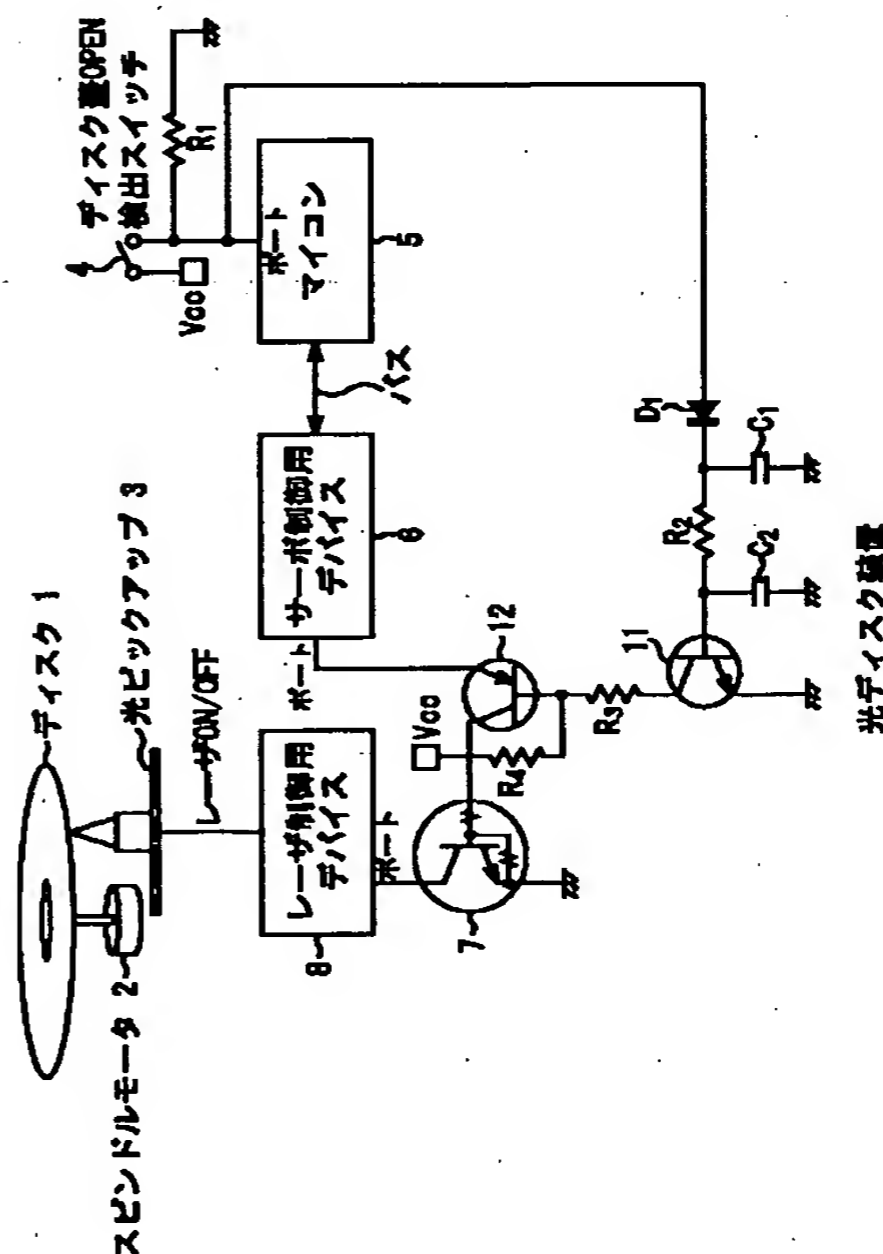 ディスク 1
光ピックアップ 3
スピンドルモータ 2
レーザON/OFF
ディスク蓋OPEN
検出スイッチ
4
Vcc
R1
ポート
マイコン
5
バス
サーボ制御用
デバイス
6
ポート
レーザ制御用
デバイス
8
ポート
7
12
Vcc
R4
R3
11
R2
C2
D1
C1
光ディスク装置